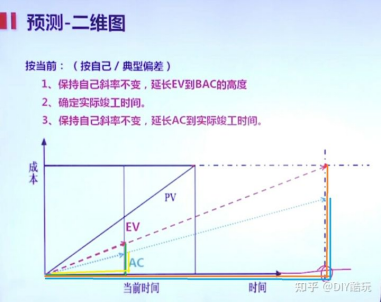 预测-二维图
按当前：（按自己/典型偏差）
1、保持自己斜率不变，延长EV到BAC的高度
2、确定实际竣工时间。
3、保持自己斜率不变，延长AC到实际竣工时间。
成本
PV
EV
AC
当前时间
时间
知乎 @DIY酷玩